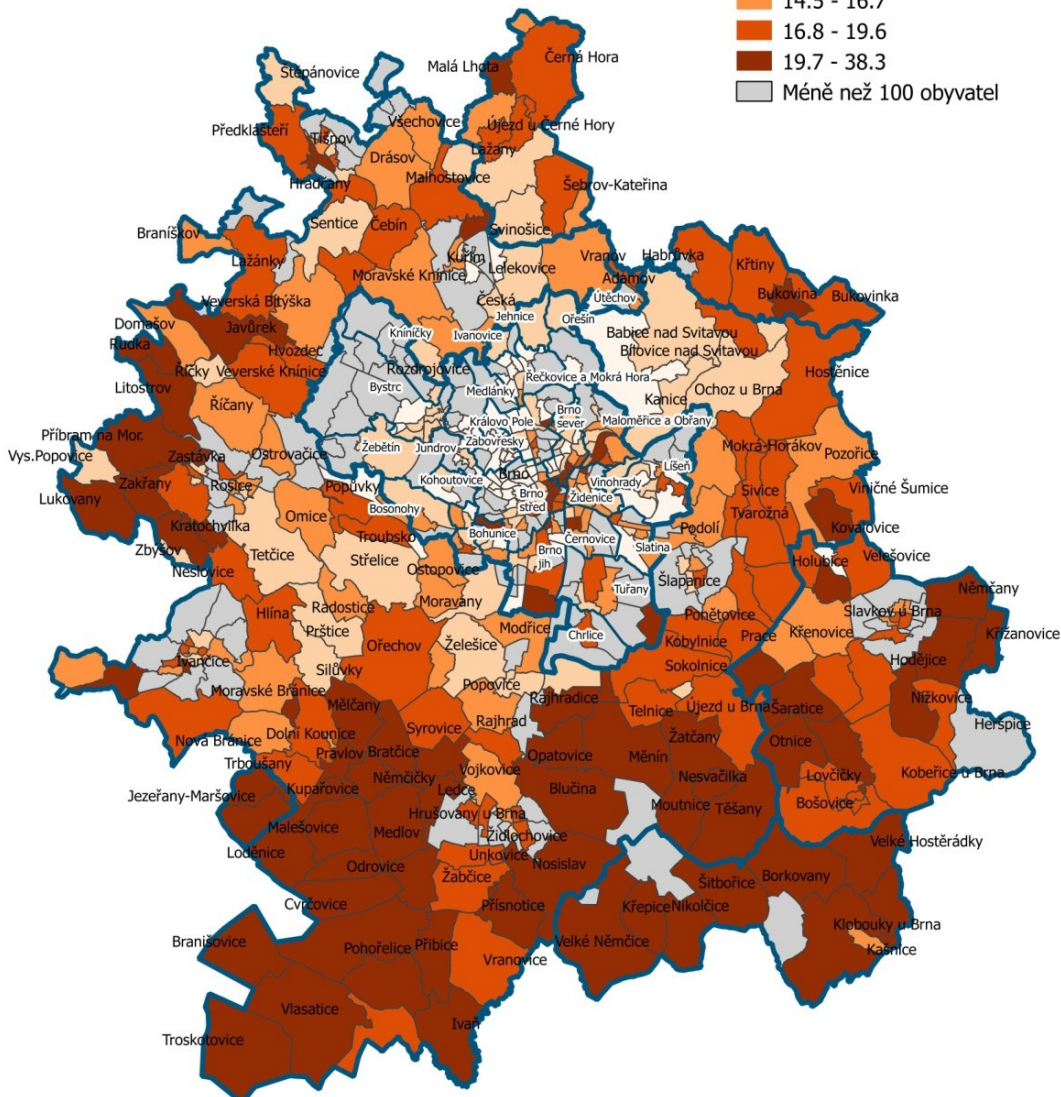 14.5 - 16.7
16.8 - 19.6
19.7 - 38.3
Méně než 100 obyvatel
Černá Hora
Malá Lhota
Štěpánovice
Všechovice
Újezd u Černé Hory
Předklášteří
Tišnov
Lažany
Drásov
Malhostovice
Hradčany
Šebrov-Kateřina
Sentice
Čebín
Svinošice
Braníškov
Lažánky
Kuřim
Vranov
Habrůvka
Křtiny
Moravské Knínice
Lelekovice
Adamov
Bukovina
Bukovinka
Veverská Bítýška
Česká
Útěchov
Domašov
Javůrek
Jehnice
Ořešín
Kníničky
Ivanovice
Babice nad Svitavou
Rudka
Hvozdec
Bílovice nad Svitavou
Říčky
Veverské Knínice
Rozdrojovice
Řečkovice a Mokrá Hora
Hostěnice
Litostrov
Bystrc
Medlánky
Kanice
Ochoz u Brna
Říčany
Brno
sever
Maloměřice a Obřany
Královo Pole
Příbram na Mor.
Žabovřesky
Mokrá-Horákov
Vys.Popovice
Zastávka
Ostrovačice
Žebětín
Jundrov
Pozořice
Líšeň
Zakřany
Rosice
Popůvky
Kohoutovice
Brno
Vinohrady
Sivice
Viničné Šumice
Lukovany
Omice
Bosonohy
Brno
střed
Židenice
Tvarožná
Kratochvilka
Troubsko
Bohunice
Podolí
Kovalovice
Zbýšov
Tetčice
Střelice
Brno
jih
Černovice
Slatina
Holubice
Velešovice
Neslovice
Ostopovice
Šlapanice
Tuřany
Němčany
Hlína
Radostice
Moravany
Slavkov u Brna
Modřice
Ponětovice
Prštice
Ořechov
Želešice
Chrlice
Kobylnice
Prace
Křenovice
Křižanovice
Ivančice
Silůvky
Sokolnice
Hodějice
Moravské Bránice
Popovice
Rajhradice
Mělčany
Telnice
Újezd u Brna
Šaratice
Nížkovice
Nová Bránice
Dolní Kounice
Syrovice
Rajhrad
Heršpice
Pravlov
Bratčice
Opatovice
Měnín
Žatčany
Otnice
Trboušany
Němčičky
Vojkovice
Nesvačilka
Lovčičky
Kobeřice u Brna
Jezeřany-Maršovice
Kupařovice
Ledce
Blučina
Moutnice
Těšany
Bošovice
Malešovice
Medlov
Hrušovany u Brna
Židlochovice
Velké Hostěrádky
Loděnice
Unkovice
Odrovice
Žabčice
Nosislav
Šitbořice
Borkovany
Cvrčovice
Přísnotice
Křepice
Nikolčice
Klobouky u Brna
Branišovice
Pohořelice
Přibice
Vranovice
Velké Němčice
Kašnice
Vlasatice
Ivaň
Troskotovice